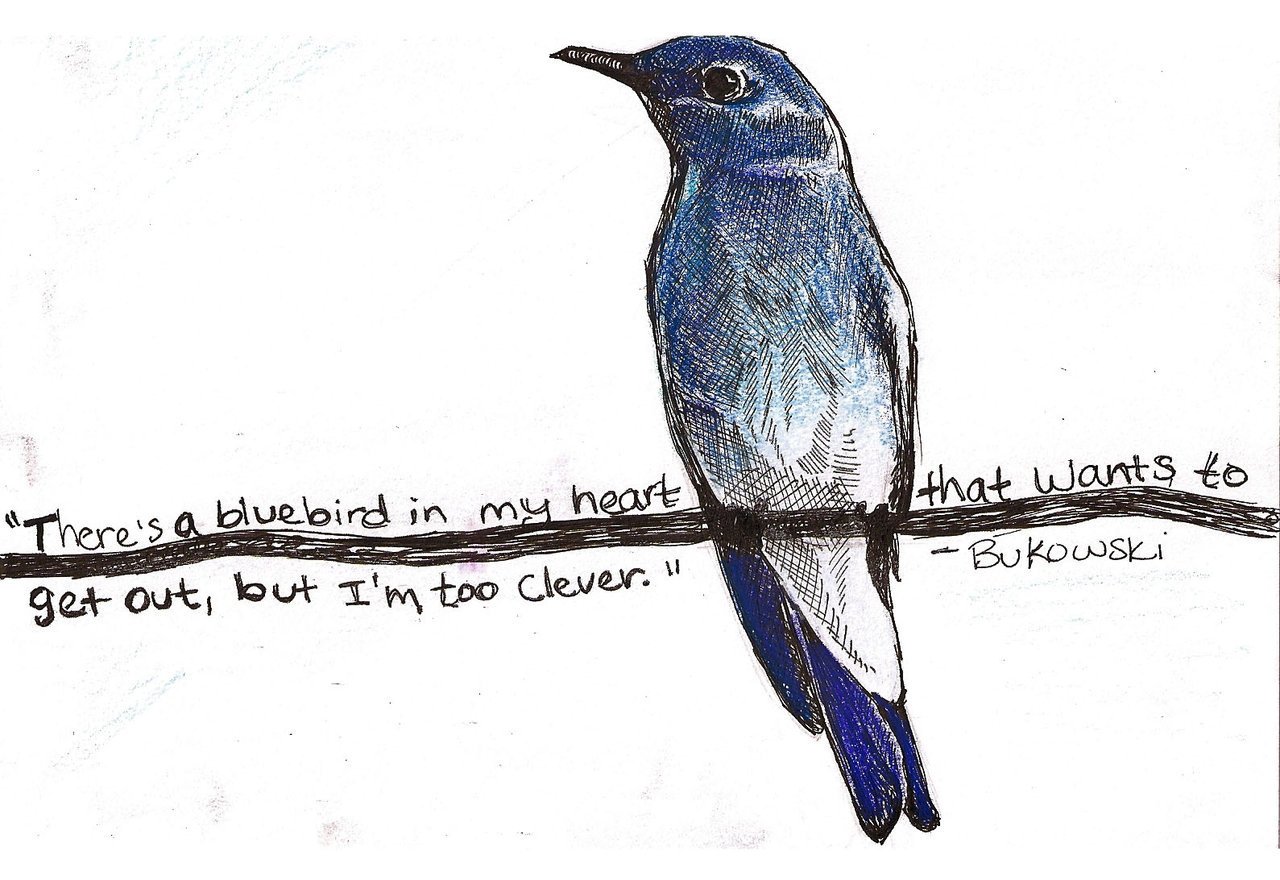 "There's a bluebird in my heart that wants to
get out, but I'm too clever."
- BUKOWSKI